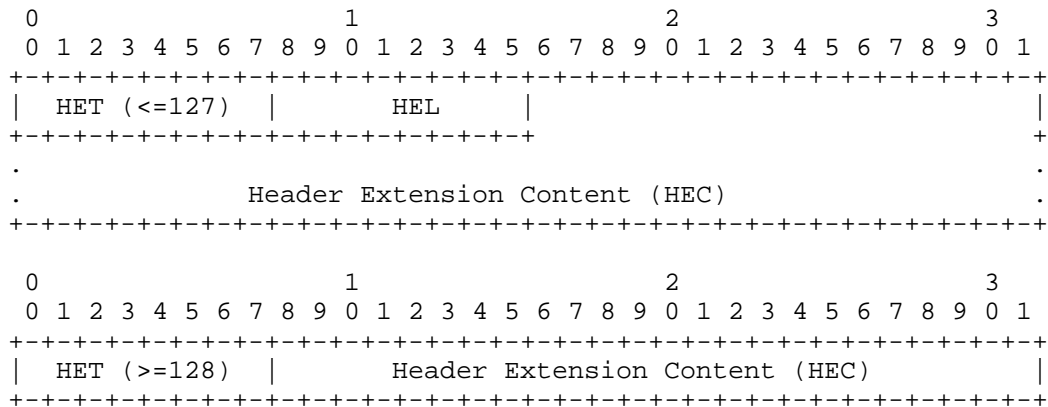 0                   1                   2                   3
 0 1 2 3 4 5 6 7 8 9 0 1 2 3 4 5 6 7 8 9 0 1 2 3 4 5 6 7 8 9 0 1
+-+-+-+-+-+-+-+-+-+-+-+-+-+-+-+-+-+-+-+-+-+-+-+-+-+-+-+-+-+-+-+-+
|  HET (<=127)  |       HEL     |                               |
+-+-+-+-+-+-+-+-+-+-+-+-+-+-+-+-+                               +
.                                                               .
.              Header Extension Content (HEC)                   .
+-+-+-+-+-+-+-+-+-+-+-+-+-+-+-+-+-+-+-+-+-+-+-+-+-+-+-+-+-+-+-+-+
 0                   1                   2                   3
 0 1 2 3 4 5 6 7 8 9 0 1 2 3 4 5 6 7 8 9 0 1 2 3 4 5 6 7 8 9 0 1
+-+-+-+-+-+-+-+-+-+-+-+-+-+-+-+-+-+-+-+-+-+-+-+-+-+-+-+-+-+-+-+-+
|  HET (>=128)  |       Header Extension Content (HEC)          |
+-+-+-+-+-+-+-+-+-+-+-+-+-+-+-+-+-+-+-+-+-+-+-+-+-+-+-+-+-+-+-+-+